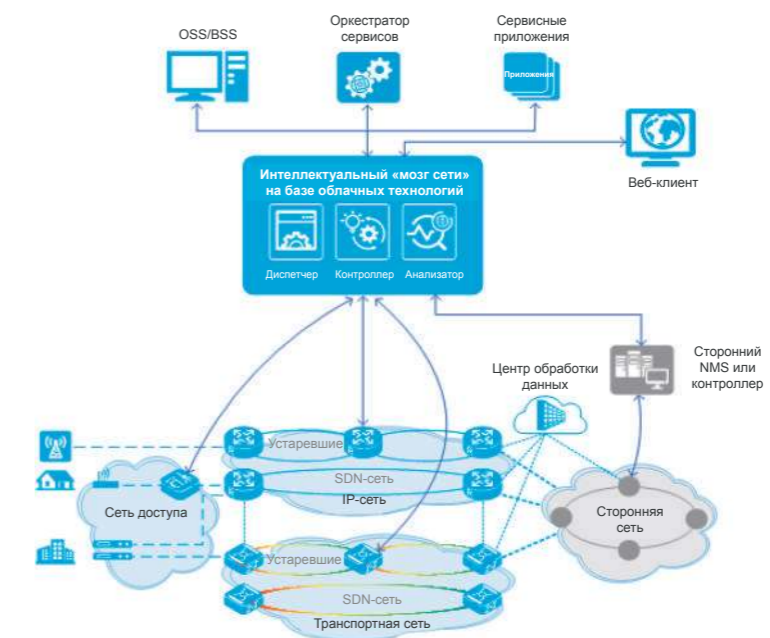 OSS/BSS
Оркестратор
сервисов
Сервисные
приложения
Приложения
Веб-клиент
Интеллектуальный «мозг сети»
на базе облачных технологий
Диспетчер
Контроллер
Анализатор
Сторонний
NMS или
контроллер
Центр обработки
данных
Устаревшие
SDN-сеть
IP-сеть
Сеть доступа
Сторонняя
сеть
Устаревшие
SDN-сеть
Транспортная сеть